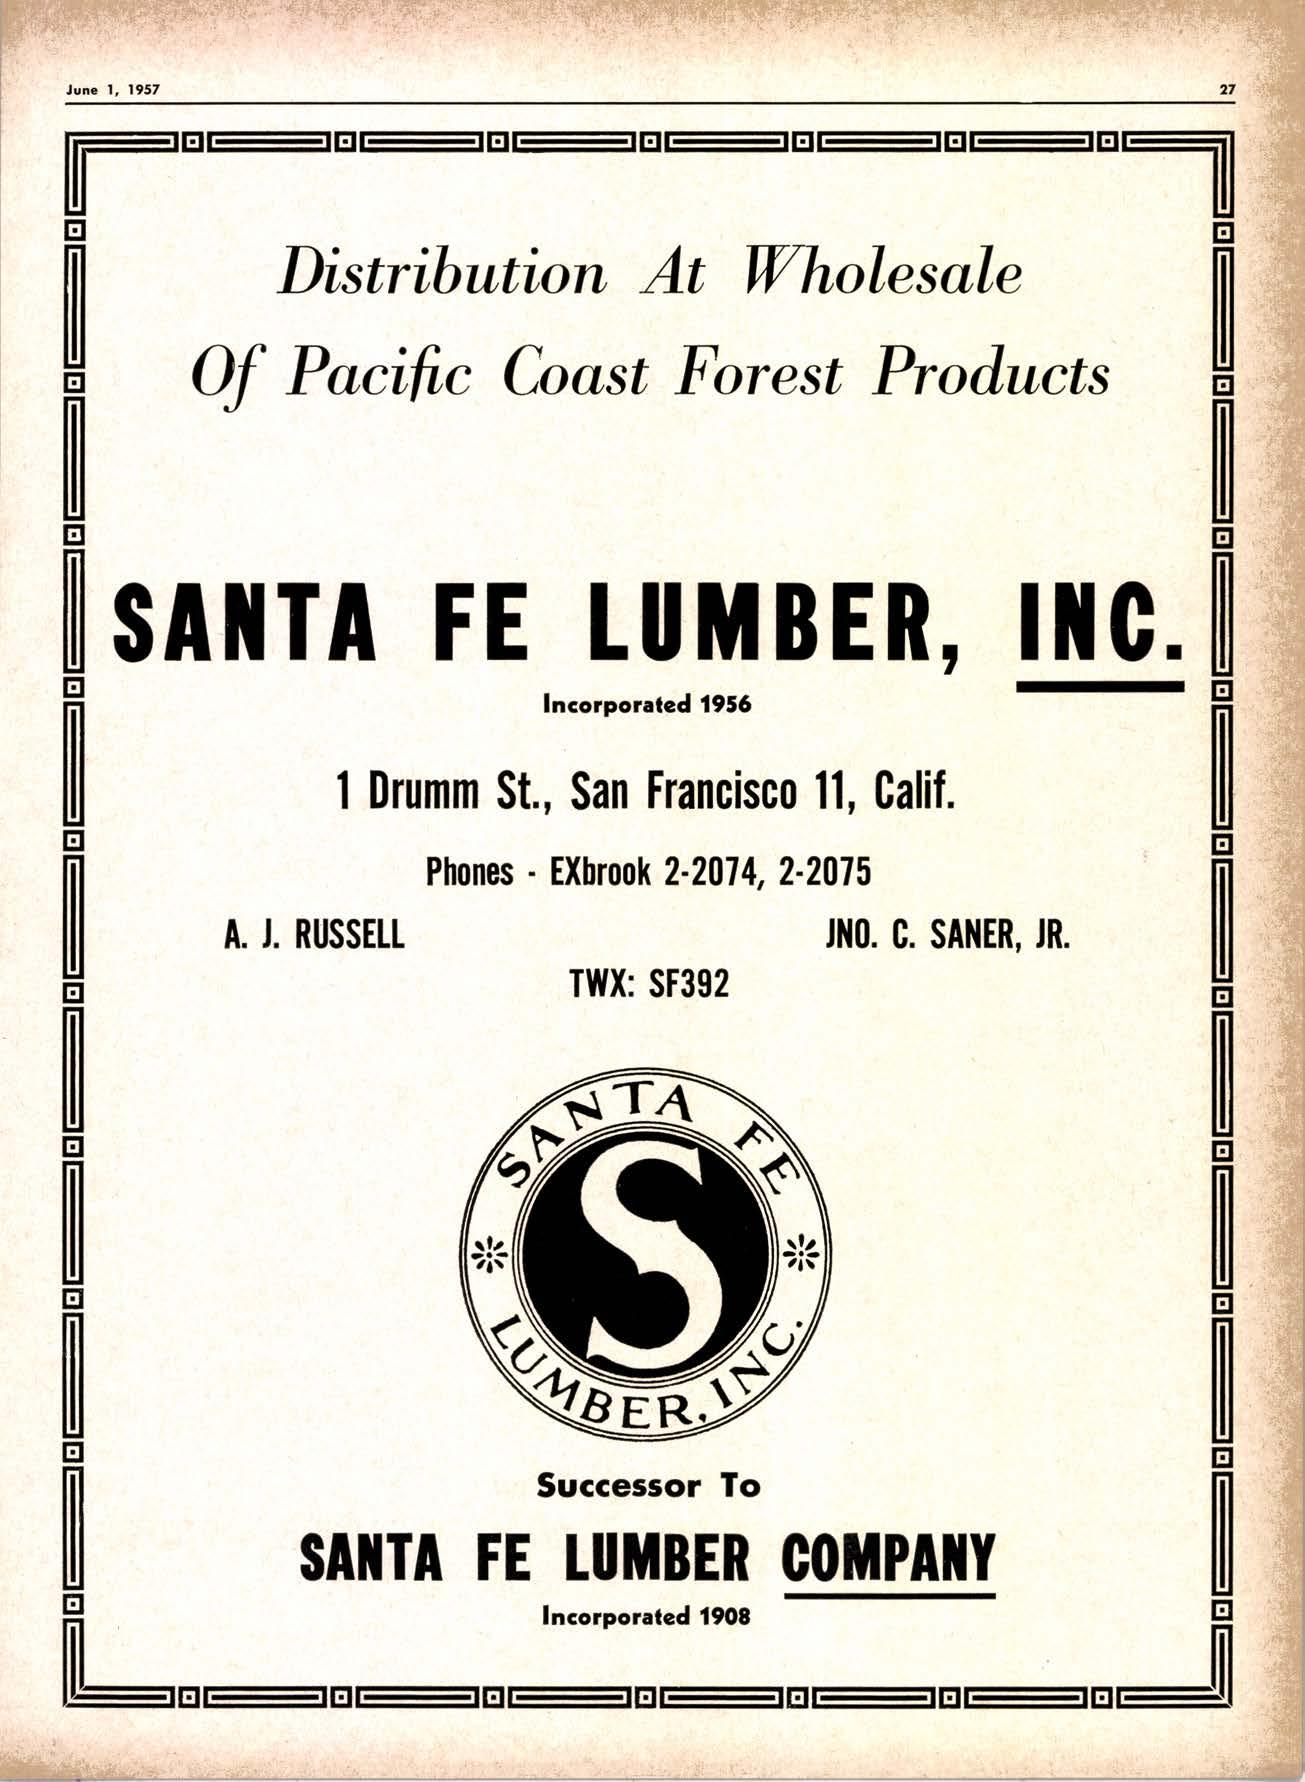 June 1, 1957 27
Distribution At Wholesale
Of Pacific Coast Forest Products
SANTA FE LUMBER, INC.
Incorporated 1956
1 Drumm St., San Francisco 11, Calif.
Phones - EXbrook 2-2074, 2-2075
A. J. RUSSELL JNO. C. SANER, JR.
TWX: SF392
SANTA FE
S
LUMBER, INC.
Successor To
SANTA FE LUMBER COMPANY
Incorporated 1908